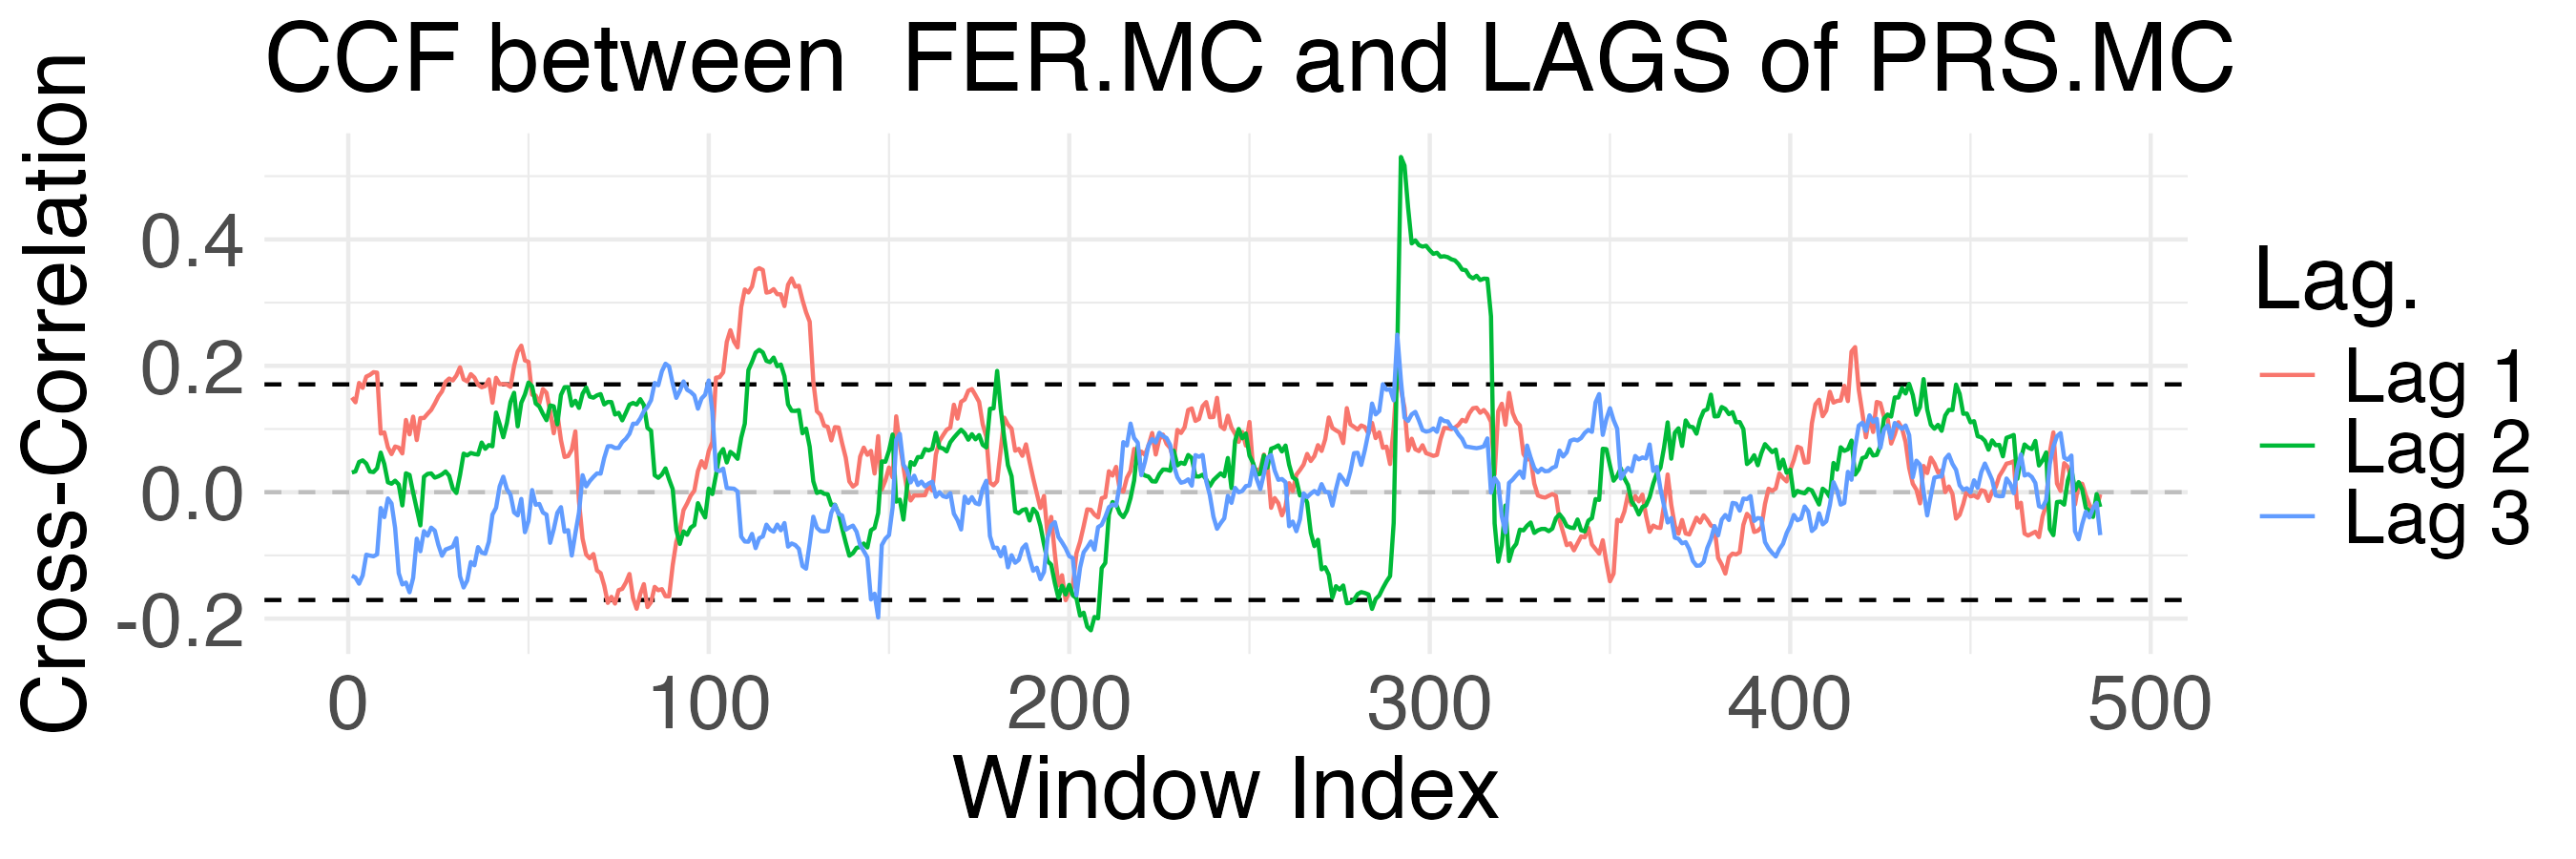 CCF between  FER.MC and LAGS of PRS.MC
Cross-Correlation
0.4
0.2
0.0
-0.2
0 100 200 300 400 500
Window Index
Lag.
Lag 1
Lag 2
Lag 3